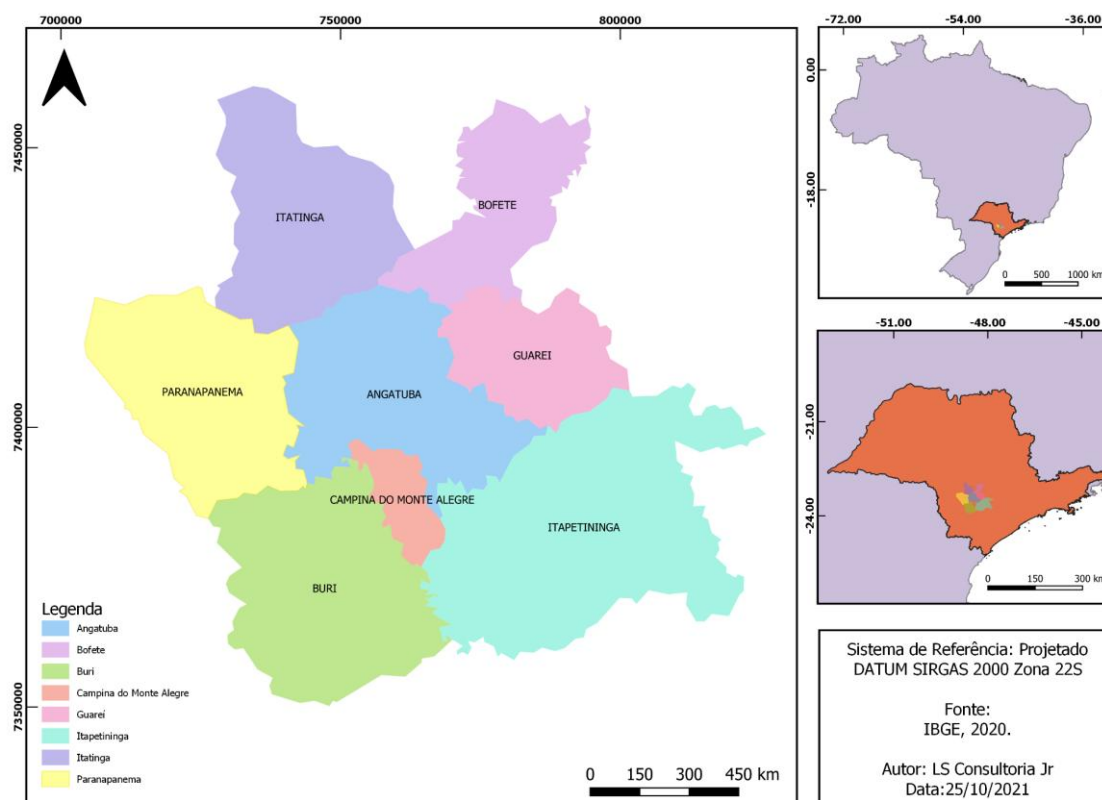 700000
750000
800000
7450000
7400000
7350000
ITATINGA
BOFETE
GUAREI
PARANAPANEMA
ANGATUBA
CAMPINA DO MONTE ALEGRE
ITAPETININGA
BURI
Legenda
Angatuba
Bofete
Buri
Campina do Monte Alegre
Guareí
Itapetininga
Itatinga
Paranapanema
0 150 300 450 km
-72.00
-54.00
-36.00
0.00
-18.00
0 500 1000 km
-51.00
-48.00
-45.00
-21.00
-24.00
0 150 300 km
Sistema de Referência: Projetado
DATUM SIRGAS 2000 Zona 22S
Fonte:
IBGE, 2020.
Autor: LS Consultoria Jr
Data:25/10/2021